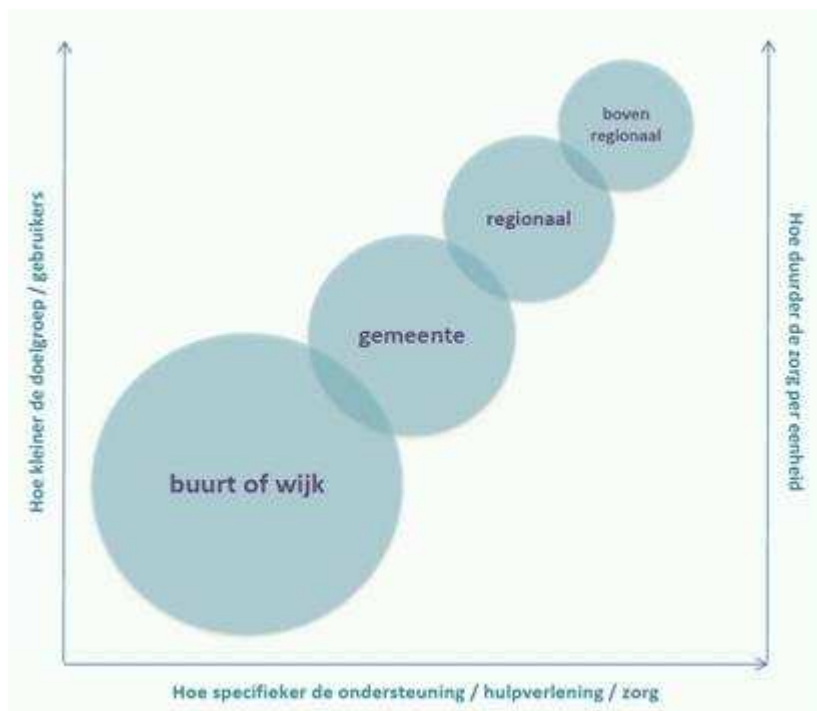 boven
regionaal
regionaal
gemeente
buurt of wijk
Hoe kleiner de doelgroep / gebruikers
Hoe duurder de zorg per eenheid
Hoe specifieker de ondersteuning / hulpverlening / zorg